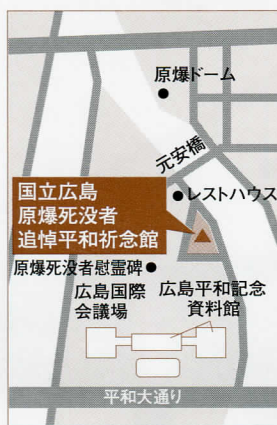 原爆ドーム
元安橋
国立広島
原爆死没者
追悼平和祈念館
レストハウス
原爆死没者慰霊碑
広島国際
会議場
広島平和記念
資料館
平和大通り